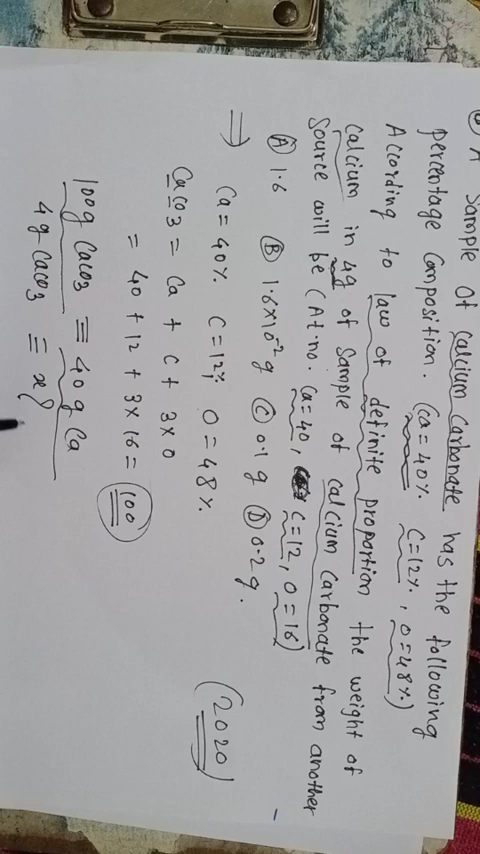 A Sample of calcium carbonate has the following
percentage Composition. (Ca=40%. C=12%, O=48%)
According to law of definite proportion the weight of
calcium in 4g of Sample of calcium carbonate from another
Source will be (At.no. Ca=40, C=12, O=16)
(A) 1.6 (B) 1.6×10⁻² g (C) 0.1 g (D) 0.2 g.
(2020)
⇒ Ca = 40% C = 12% O = 48%.
CaCO3 = Ca + C + 3×O
= 40 + 12 + 3×16 = 100
100g CaCO3 ≡ 40 g Ca
4g CaCO3 ≡ x?